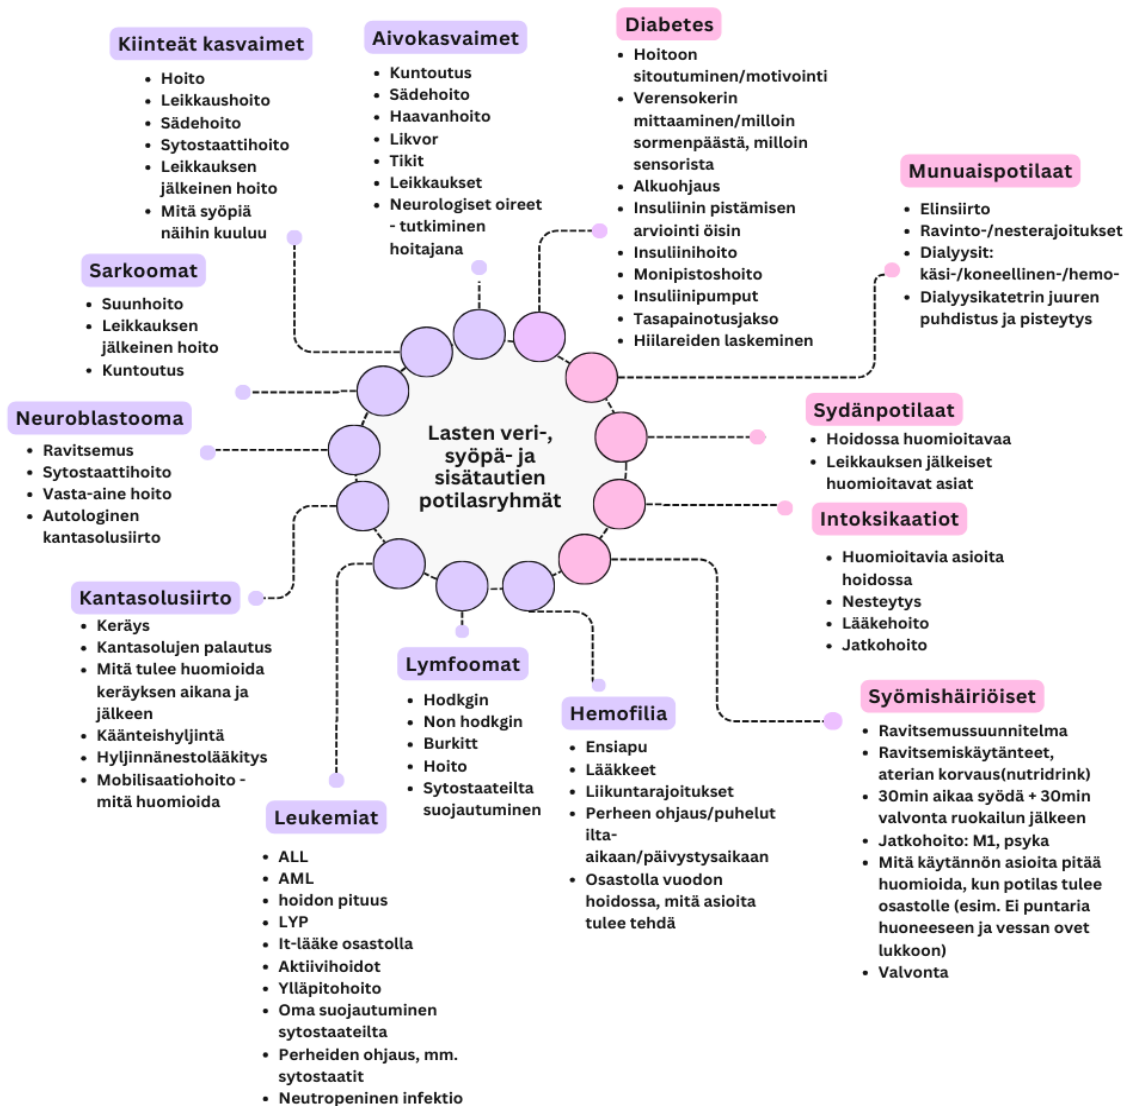 Kiinteät kasvaimet
• Hoito
• Leikkaushoito
• Sädehoito
• Sytostaattihoito
• Leikkauksen
jälkeinen hoito
• Mitä syöpiä
näihin kuuluu
Aivokasvaimet
• Kuntoutus
• Sädehoito
• Haavanhoito
• Likvor
• Tikit
• Leikkaukset
• Neurologiset oireet
- tutkiminen
hoitajana
Diabetes
• Hoitoon
sitoutuminen/motivointi
• Verensokerin
mittaaminen/milloin
sormenpäästä, milloin
sensorista
• Alkuohjaus
• Insuliinin pistämisen
arviointi öisin
• Insuliinihoito
• Monipistoshoito
• Insuliinipumput
• Tasapainotusjakso
• Hiilareiden laskeminen
Munuaispotilaat
• Elinsiirto
• Ravinto-/nesterajoitukset
• Dialyysit:
käsi-/koneellinen-/hemo-
• Dialyysikatetrin juuren
puhdistus ja pisteytys
Sarkoomat
• Suunhoito
• Leikkauksen
jälkeinen hoito
• Kuntoutus
Neuroblastooma
• Ravitsemus
• Sytostaattihoito
• Vasta-aine hoito
• Autologinen
kantasolusiirto
Lasten veri-,
syöpä- ja
sisätautien
potilasryhmät
Sydänpotilaat
• Hoidossa huomioitavaa
• Leikkauksen jälkeiset
huomioitavat asiat
Intoksikaatiot
• Huomioitavia asioita
hoidossa
• Nesteytys
• Lääkehoito
• Jatkohoito
Kantasolusiirto
• Keräys
• Kantasolujen palautus
• Mitä tulee huomioida
keräyksen aikana ja
jälkeen
• Käänteishyljintä
• Hyljinnänestolääkitys
• Mobilisaatiohoito -
mitä huomioida
Lymfoomat
• Hodkgin
• Non hodkgin
• Burkitt
• Hoito
• Sytostaateilta
suojautuminen
Hemofilia
• Ensiapu
• Lääkkeet
• Liikuntarajoitukset
• Perheen ohjaus/puhelut
ilta-
aikaan/päivystysaikaan
• Osastolla vuodon
hoidossa, mitä asioita
tulee tehdä
Syömishäiriöiset
• Ravitsemussuunnitelma
• Ravitsemiskäytänteet,
aterian korvaus(nutridrink)
• 30min aikaa syödä + 30min
valvonta ruokailun jälkeen
• Jatkohoito: M1, psyka
• Mitä käytännön asioita pitää
huomioida, kun potilas tulee
osastolle (esim. Ei puntaria
huoneeseen ja vessan ovet
lukkoon)
• Valvonta
Leukemiat
• ALL
• AML
• hoidon pituus
• LYP
• It-lääke osastolla
• Aktiivihoidot
• Ylläpitohoito
• Oma suojautuminen
sytostaateilta
• Perheiden ohjaus, mm.
sytostaatit
• Neutropeninen infektio